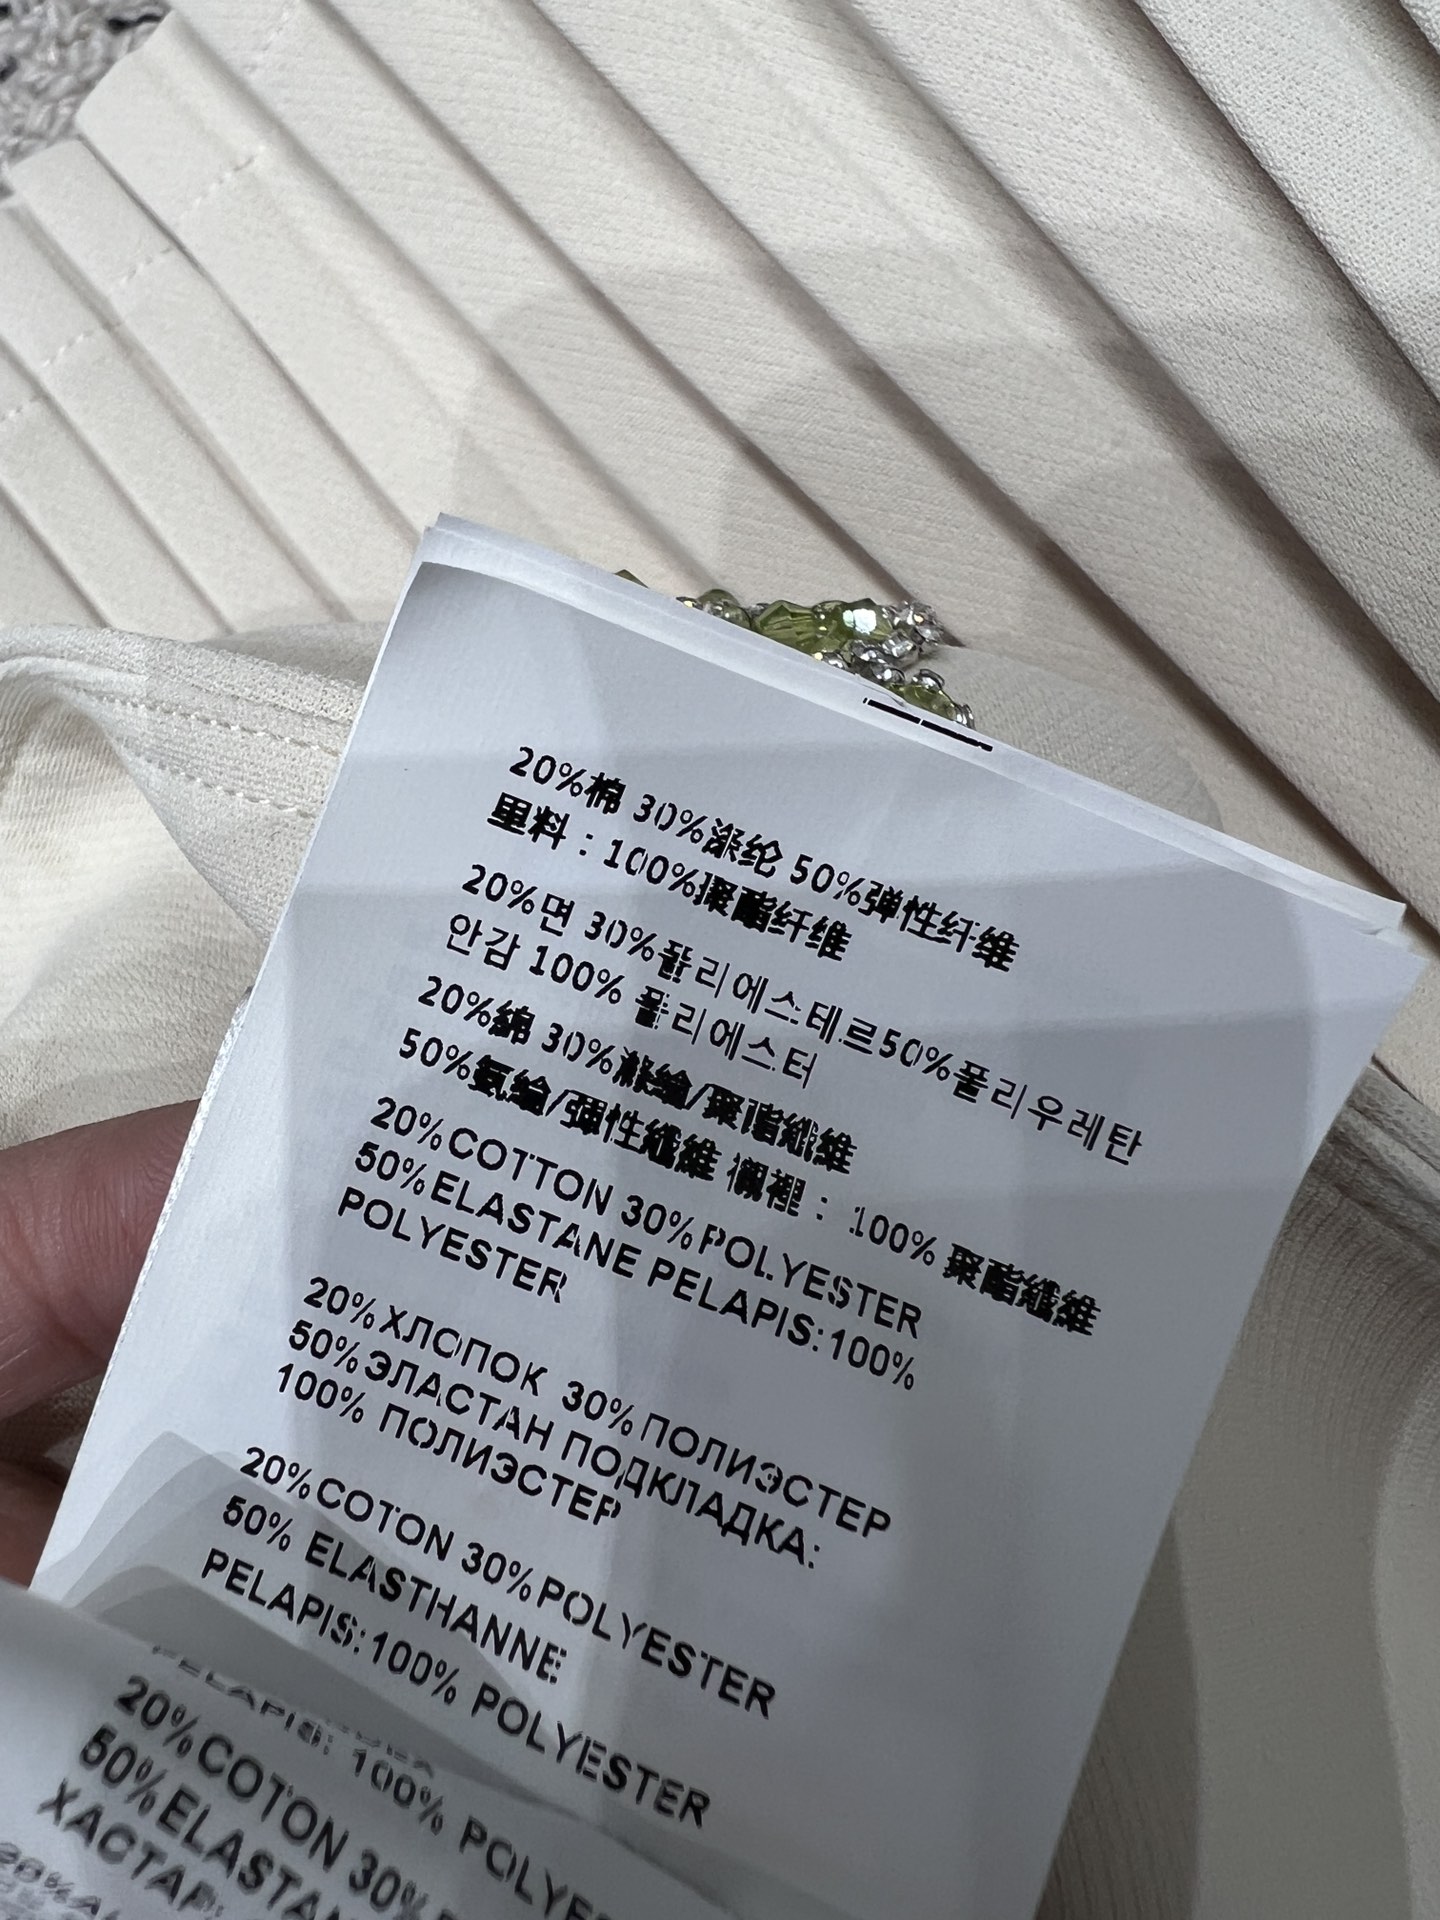 20%棉 30%涤纶 50%弹性纤维
里料：100%聚酯纤维
20%면 30%폴리에스테르50%폴리우레탄
안감 100% 폴리에스터
20%綿 30%滌綸/聚酯纖維
50%氨綸/彈性纖維 襯裡：100% 聚酯纖維
20%COTTON 30%POLYESTER
50%ELASTANE PELAPIS:100%
POLYESTER
20%ХЛОПОК 30%ПОЛИЭСТЕР
50%ЭЛАСТАН ПОДКЛАДКА:
100% ПОЛИЭСТЕР
20%COTON 30%POLYESTER
50% ELASTHANNE
PELAPIS:100% POLYESTER
PELAPIS: 100% POLYES
20%COTON 30%
50%ELASTAN
ХАСТАР